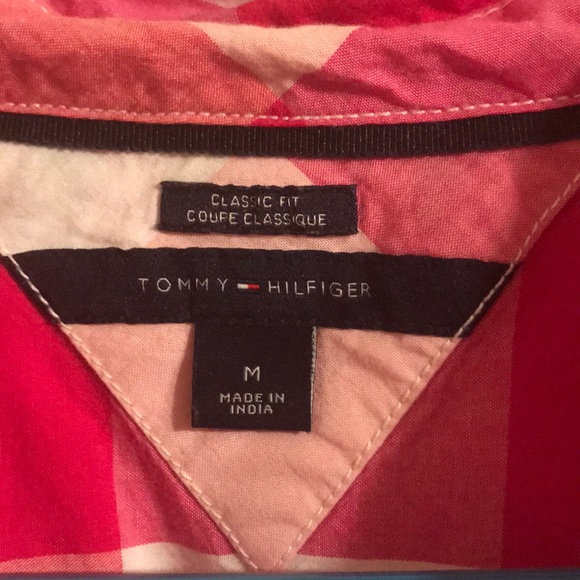 CLASSIC FIT
COUPE CLASSIQUE
TOMMY HILFIGER
M
MADE IN
INDIA